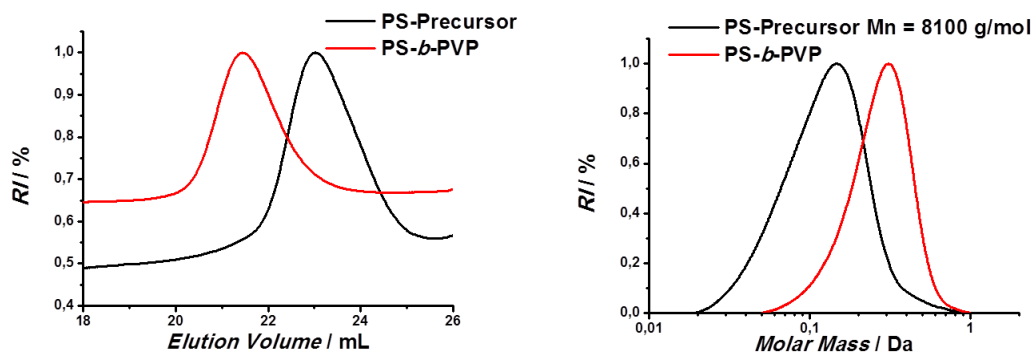 PS-Precursor
PS-b-PVP
1,0
0,9
0,8
0,7
0,6
0,5
0,4
RI / %
18
20
22
24
26
Elution Volume / mL
PS-Precursor Mn = 8100 g/mol
PS-b-PVP
1,0
0,8
0,6
0,4
0,2
0,0
RI / %
0,01
0,1
1
Molar Mass / Da